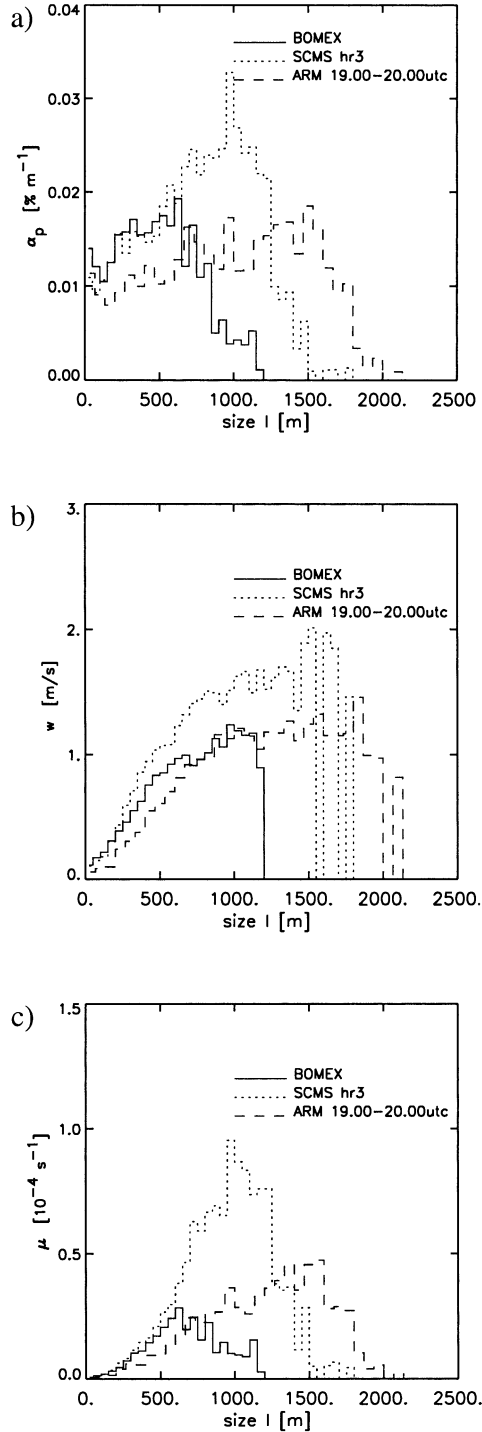 a)
0.04
BOMEX
SCMS hr3
ARM 19.00-20.00utc
0.03
0.02
αp [% m⁻¹]
0.01
0.00
0. 500. 1000. 1500. 2000. 2500
size l [m]
b)
3.
BOMEX
SCMS hr3
ARM 19.00-20.00utc
2.
w [m/s]
1.
0.
0. 500. 1000. 1500. 2000. 2500.
size l [m]
c)
1.5
BOMEX
SCMS hr3
ARM 19.00-20.00utc
1.0
μ [10⁻⁴ s⁻¹]
0.5
0.0
0. 500. 1000. 1500. 2000. 2500.
size l [m]